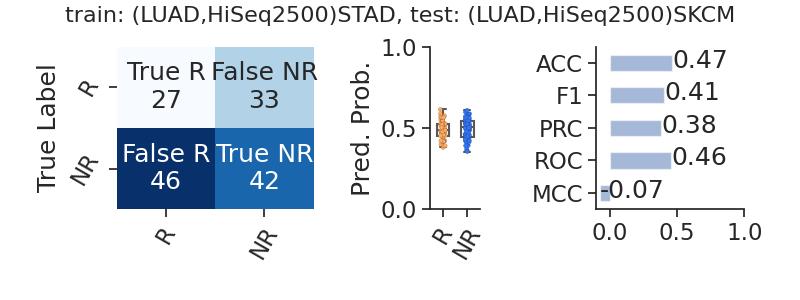 train: (LUAD,HiSeq2500)STAD, test: (LUAD,HiSeq2500)SKCM
True Label
R
NR
True R
27
False NR
33
False R
46
True NR
42
R
NR
Pred. Prob.
1.0
0.5
0.0
R
NR
ACC
0.47
F1
0.41
PRC
0.38
ROC
0.46
MCC
-0.07
0.0
0.5
1.0